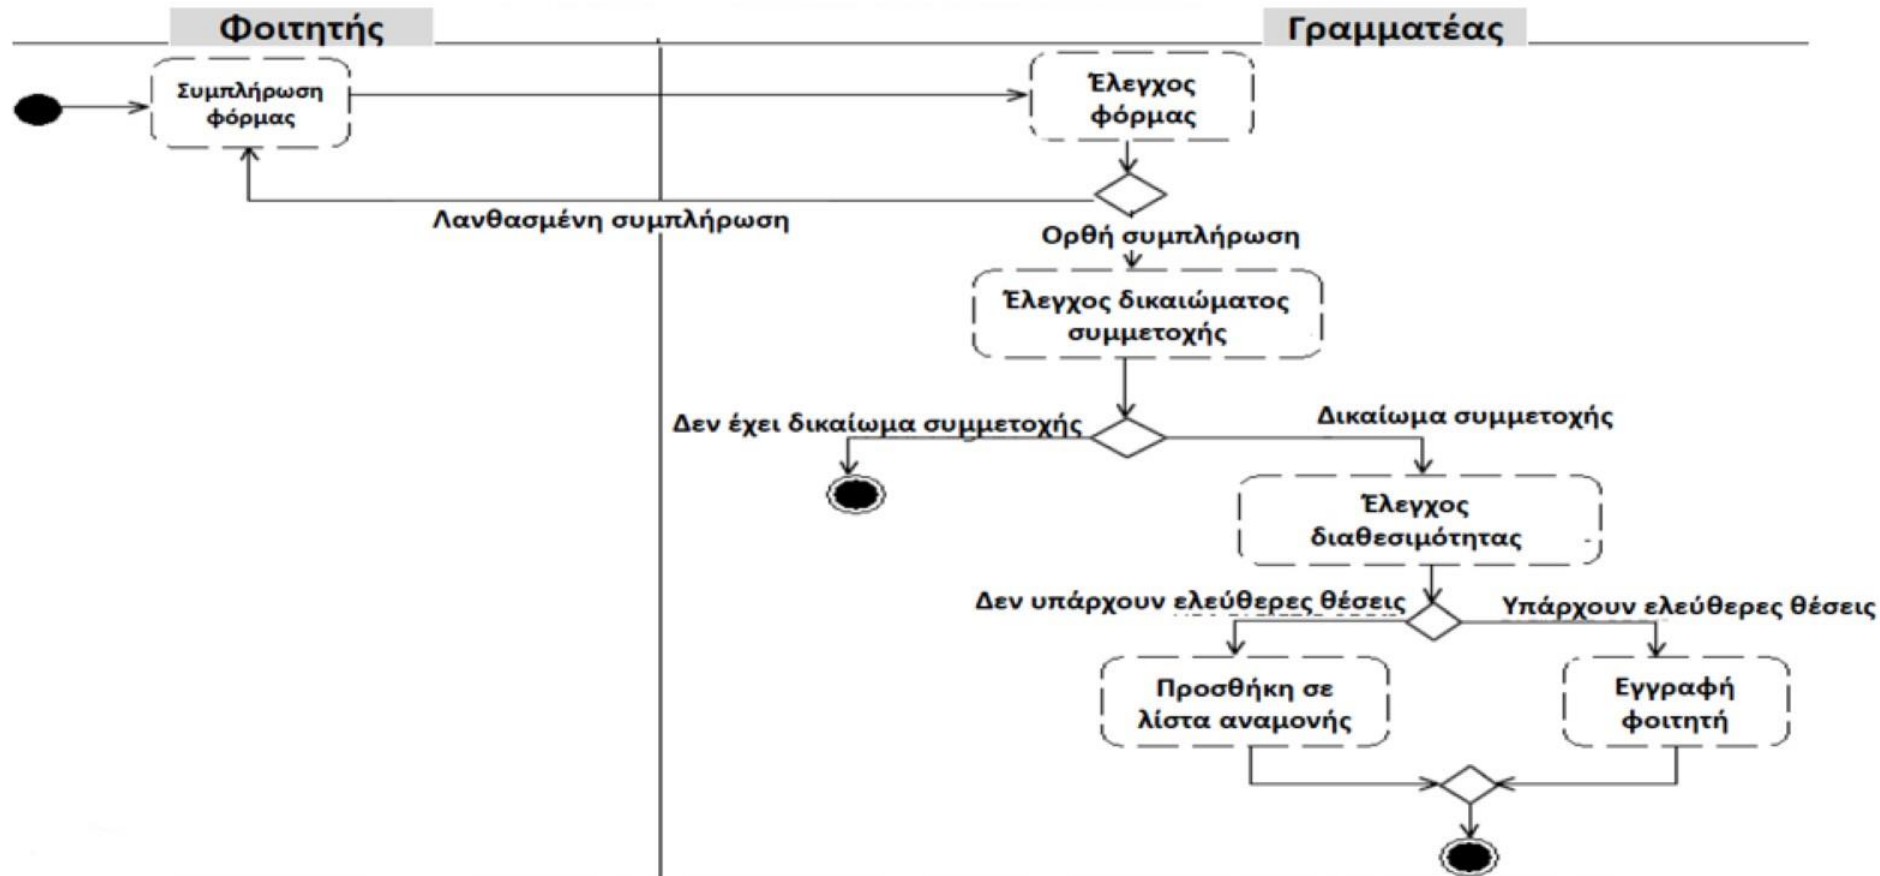 Φοιτητής
Γραμματέας
Συμπλήρωση
φόρμας
Έλεγχος
φόρμας
Λανθασμένη συμπλήρωση
Ορθή συμπλήρωση
Έλεγχος δικαιώματος
συμμετοχής
Δεν έχει δικαίωμα συμμετοχής
Δικαίωμα συμμετοχής
Έλεγχος
διαθεσιμότητας
Δεν υπάρχουν ελεύθερες θέσεις
Υπάρχουν ελεύθερες θέσεις
Προσθήκη σε
λίστα αναμονής
Εγγραφή
φοιτητή